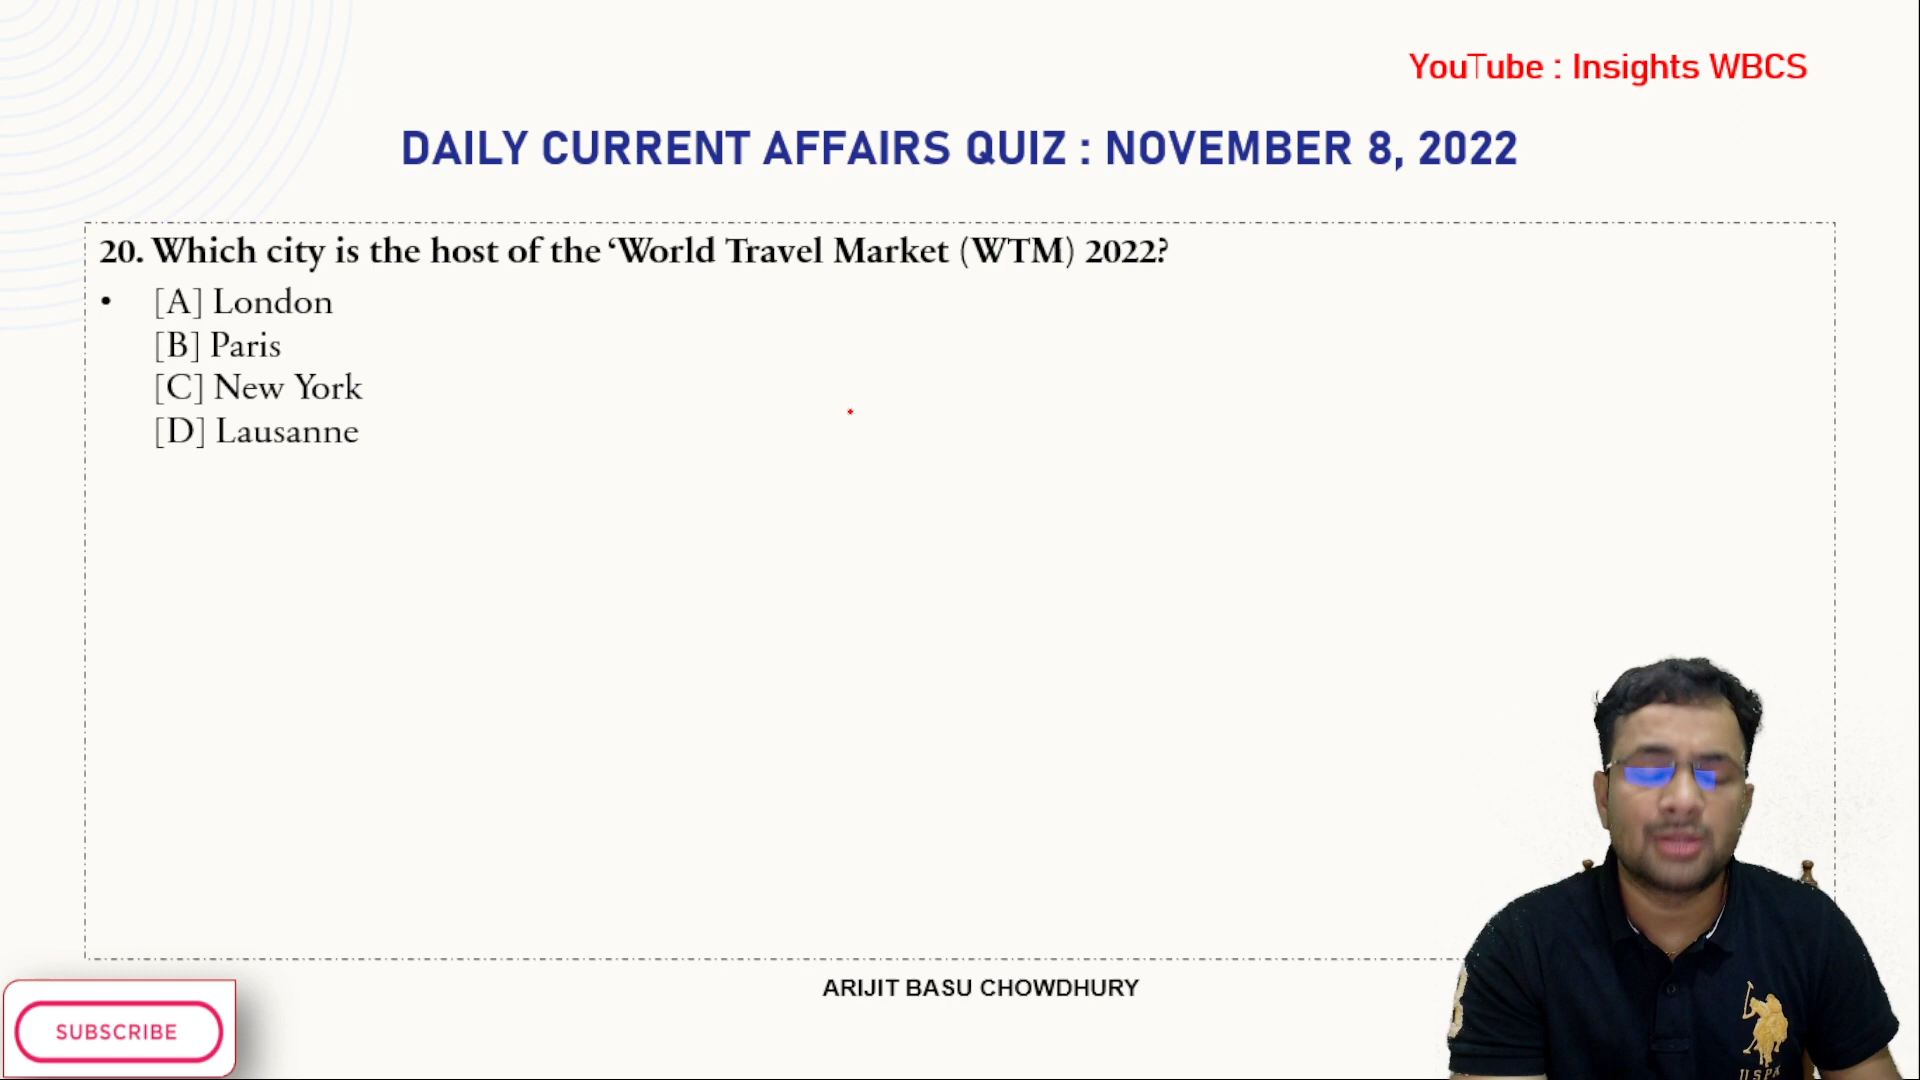 YouTube : Insights WBCS
DAILY CURRENT AFFAIRS QUIZ : NOVEMBER 8, 2022
20. Which city is the host of the ‘World Travel Market (WTM) 2022?
• [A] London
[B] Paris
[C] New York
[D] Lausanne
ARIJIT BASU CHOWDHURY
SUBSCRIBE
USPA